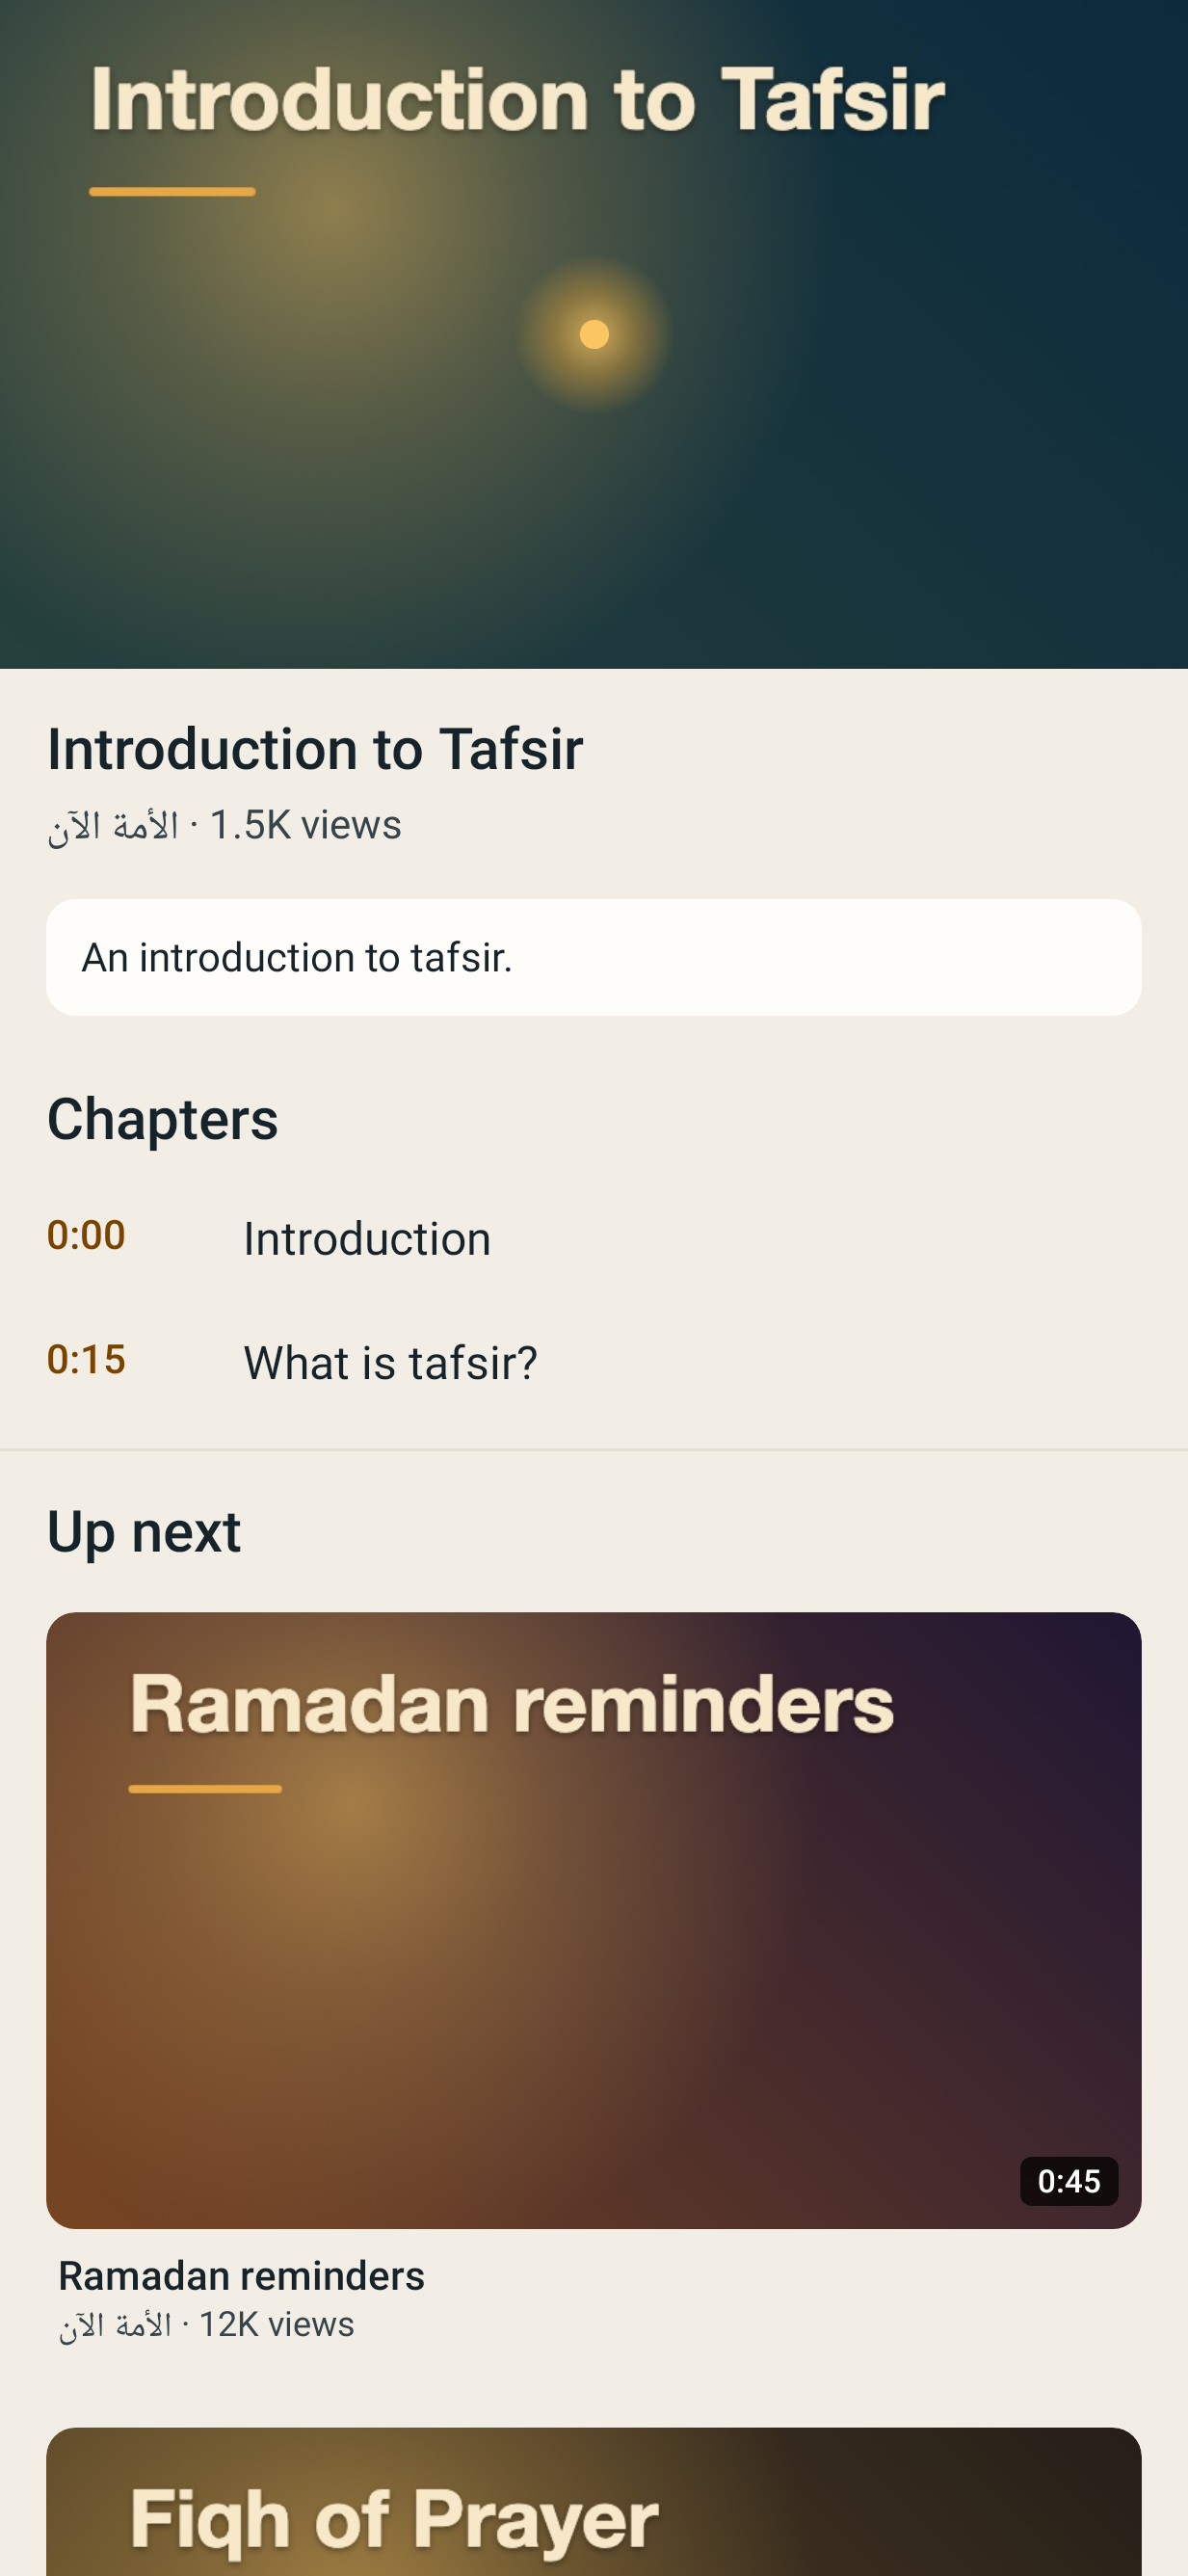 Introduction to Tafsir
Introduction to Tafsir
الأمة الآن · 1.5K views
An introduction to tafsir.
Chapters
0:00 Introduction
0:15 What is tafsir?
Up next
Ramadan reminders
0:45
Ramadan reminders
الأمة الآن · 12K views
Fiqh of Prayer